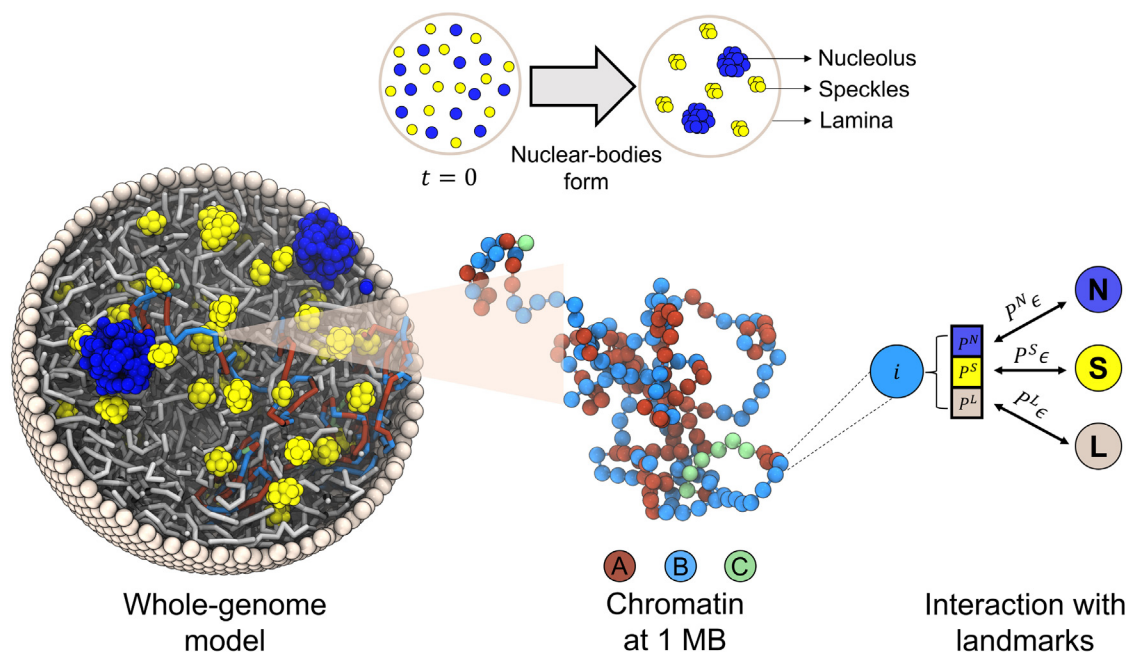 Nucleolus
Speckles
Lamina
t = 0
Nuclear-bodies
form
N
P^N ϵ
i
P^N
P^S
P^L
P^S ϵ
S
P^L ϵ
L
A
B
C
Whole-genome
model
Chromatin
at 1 MB
Interaction with
landmarks